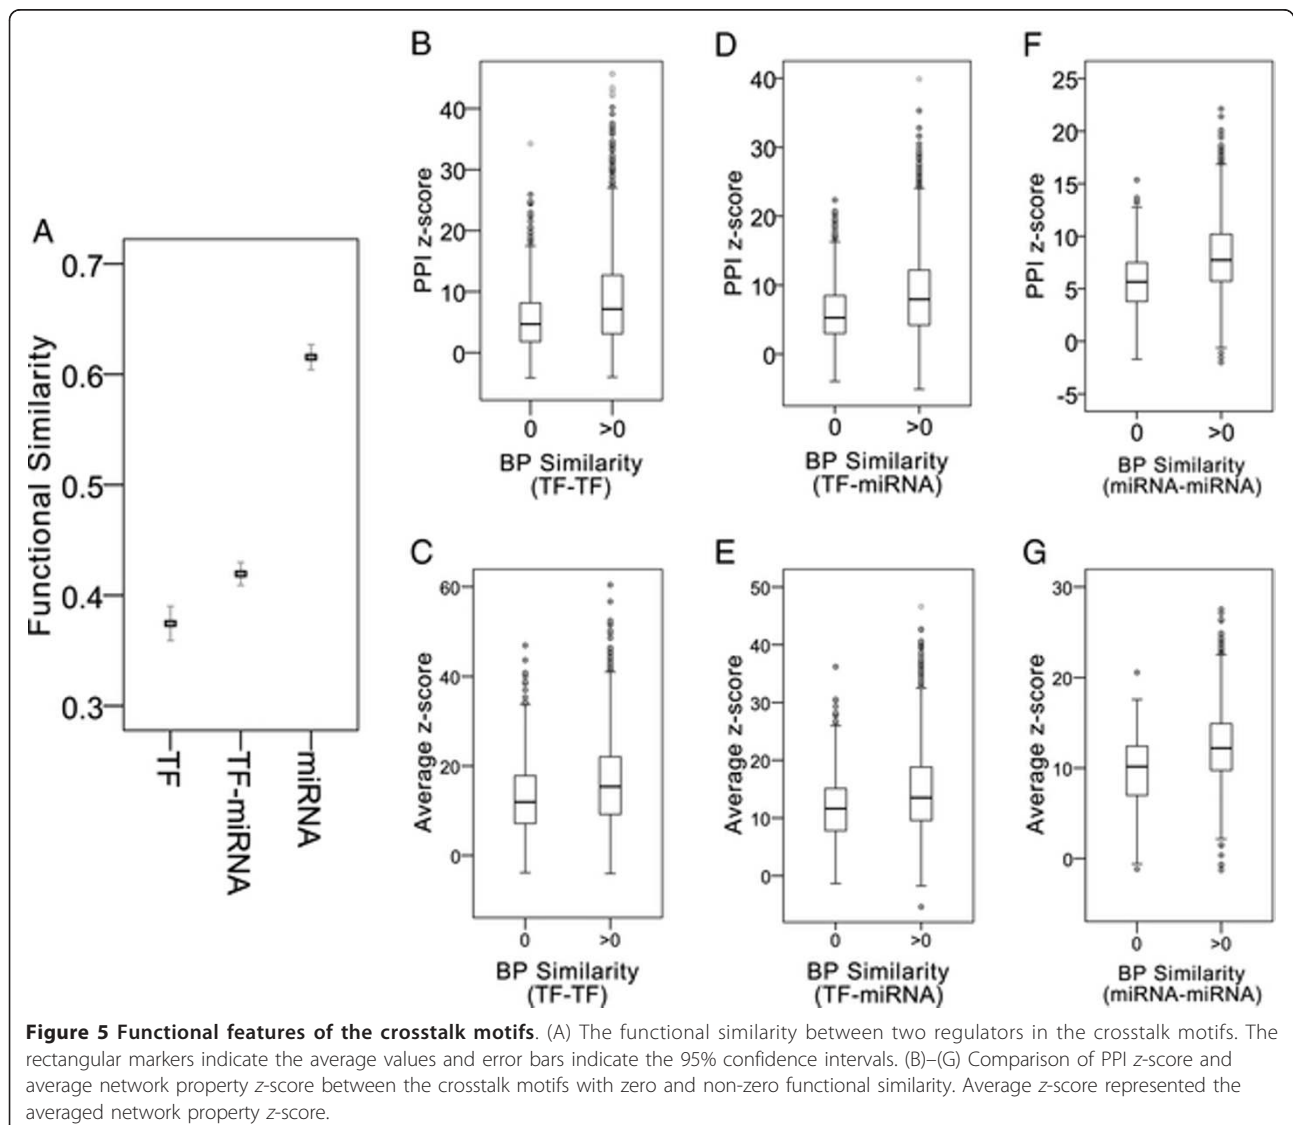 A
Functional Similarity
0.7
0.6
0.5
0.4
0.3
TF
TF-miRNA
miRNA
B
PPI z-score
40
30
20
10
0
0 >0
BP Similarity
(TF-TF)
D
PPI z-score
40
30
20
10
0
0 >0
BP Similarity
(TF-miRNA)
F
PPI z-score
25
20
15
10
5
0
-5
0 >0
BP Similarity
(miRNA-miRNA)
C
Average z-score
60
40
20
0
0 >0
BP Similarity
(TF-TF)
E
Average z-score
50
40
30
20
10
0
0 >0
BP Similarity
(TF-miRNA)
G
Average z-score
30
20
10
0
0 >0
BP Similarity
(miRNA-miRNA)
Figure 5 Functional features of the crosstalk motifs. (A) The functional similarity between two regulators in the crosstalk motifs. The
rectangular markers indicate the average values and error bars indicate the 95% confidence intervals. (B)–(G) Comparison of PPI z-score and
average network property z-score between the crosstalk motifs with zero and non-zero functional similarity. Average z-score represented the
averaged network property z-score.